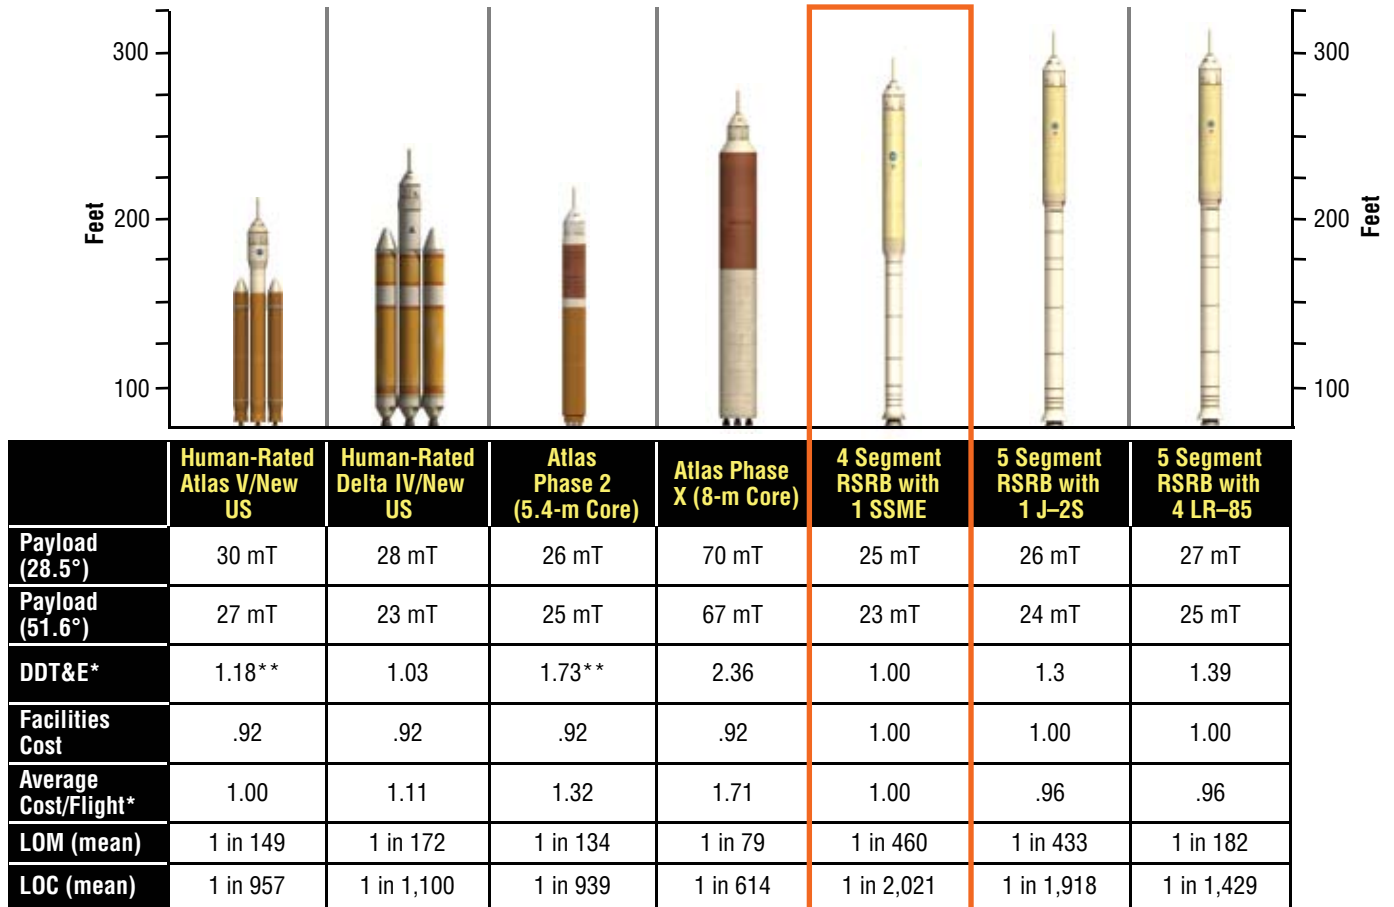 300
200
100
Feet
300
200
100
Feet
Human-Rated
Atlas V/New
US
Human-Rated
Delta IV/New
US
Atlas
Phase 2
(5.4-m Core)
Atlas Phase
X (8-m Core)
4 Segment
RSRB with
1 SSME
5 Segment
RSRB with
1 J–2S
5 Segment
RSRB with
4 LR–85
Payload
(28.5°)
30 mT
28 mT
26 mT
70 mT
25 mT
26 mT
27 mT
Payload
(51.6°)
27 mT
23 mT
25 mT
67 mT
23 mT
24 mT
25 mT
DDT&E*
1.18**
1.03
1.73**
2.36
1.00
1.3
1.39
Facilities
Cost
.92
.92
.92
.92
1.00
1.00
1.00
Average
Cost/Flight*
1.00
1.11
1.32
1.71
1.00
.96
.96
LOM (mean)
1 in 149
1 in 172
1 in 134
1 in 79
1 in 460
1 in 433
1 in 182
LOC (mean)
1 in 957
1 in 1,100
1 in 939
1 in 614
1 in 2,021
1 in 1,918
1 in 1,429